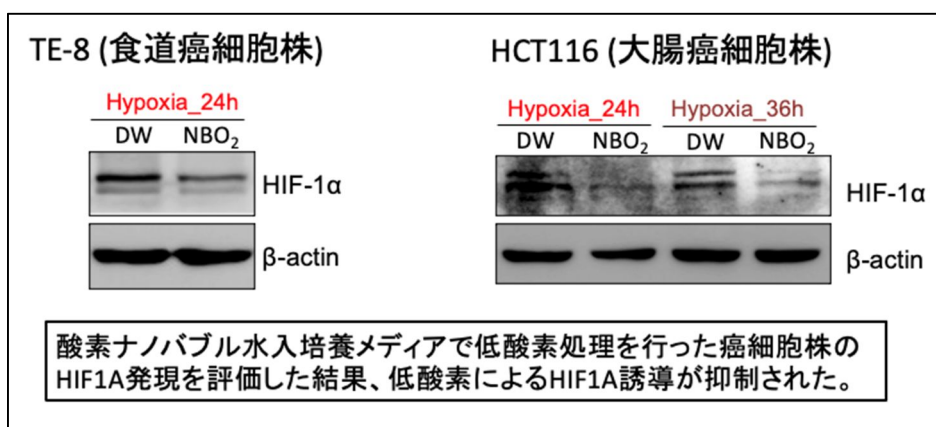 TE-8 (食道癌細胞株)
Hypoxia_24h
DW NBO₂
HIF-1α
β-actin
HCT116 (大腸癌細胞株)
Hypoxia_24h Hypoxia_36h
DW NBO₂ DW NBO₂
HIF-1α
β-actin
酸素ナノバブル水入培養メディアで低酸素処理を行った癌細胞株の
HIF1A発現を評価した結果、低酸素によるHIF1A誘導が抑制された。